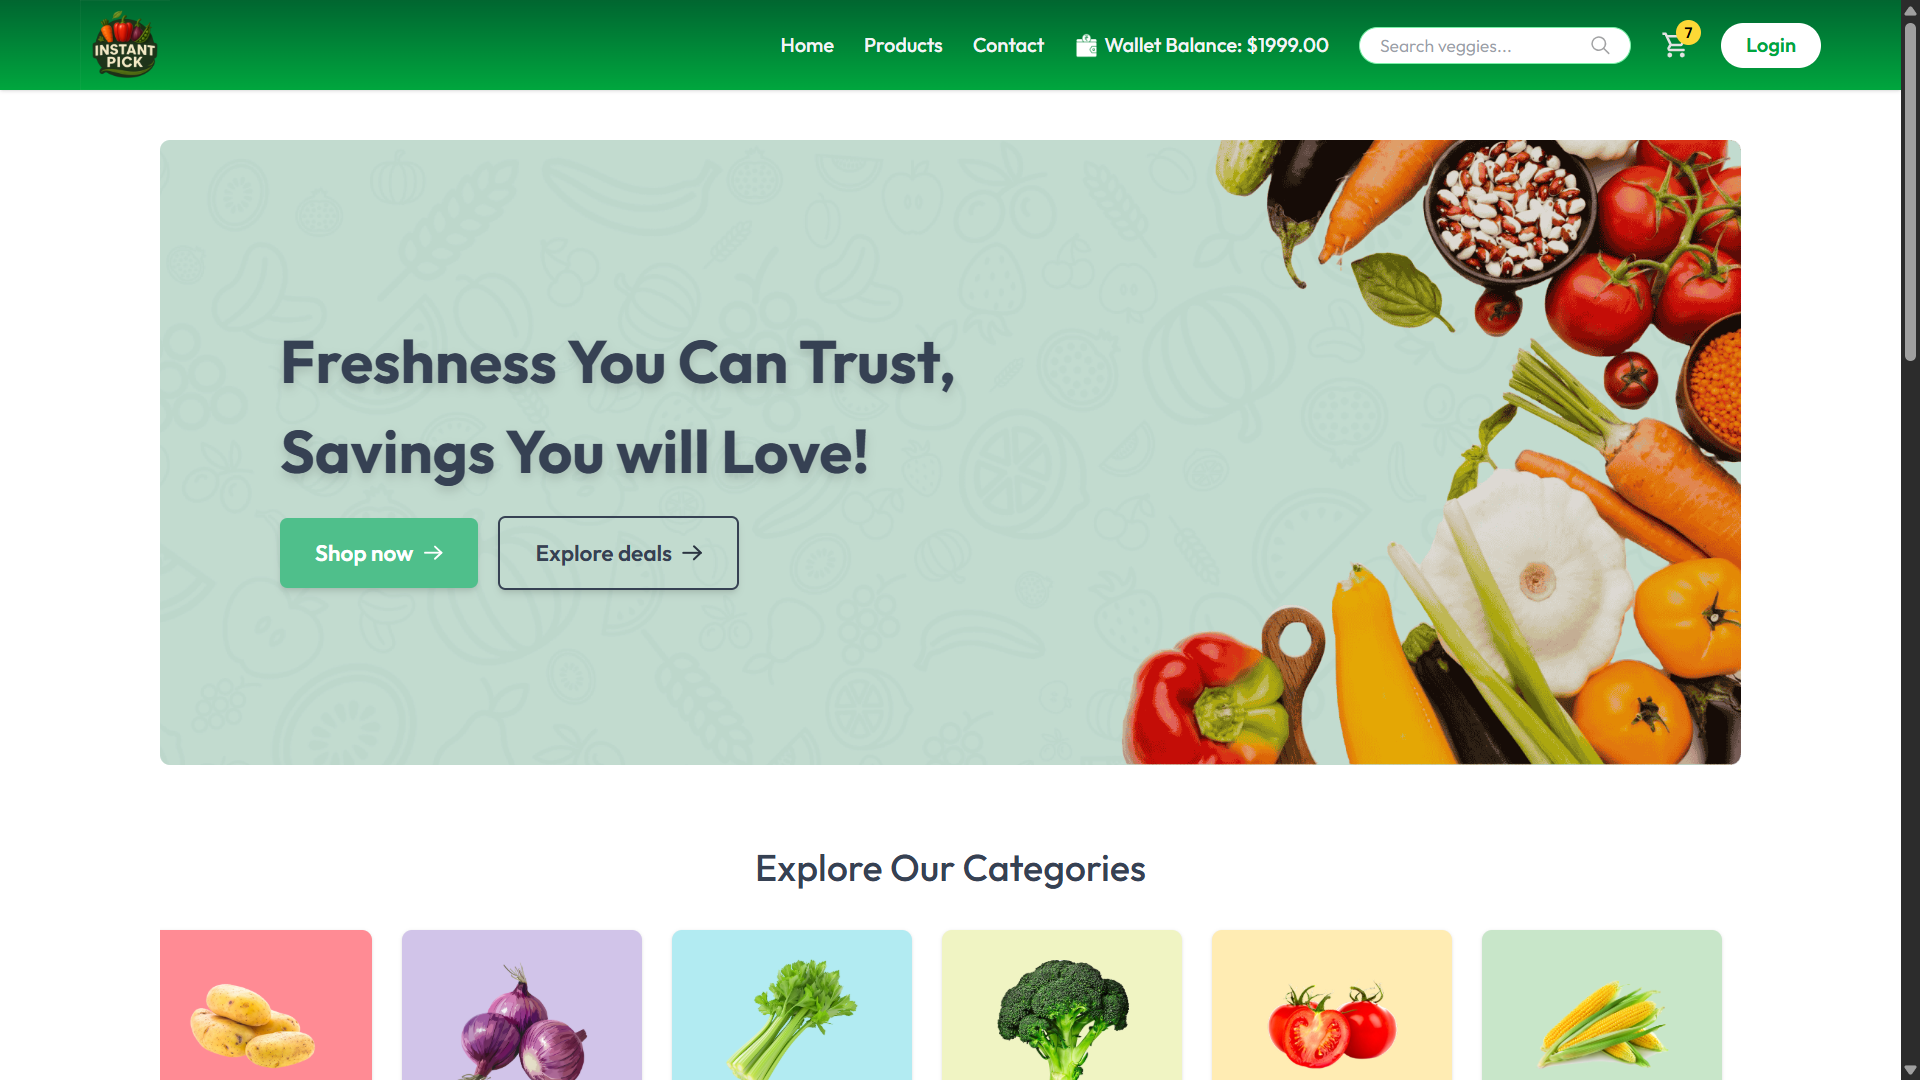 INSTANT
PICK
Home
Products
Contact
Wallet Balance: $1999.00
Search veggies...
7
Login
Freshness You Can Trust,
Savings You will Love!
Shop now
Explore deals
Explore Our Categories